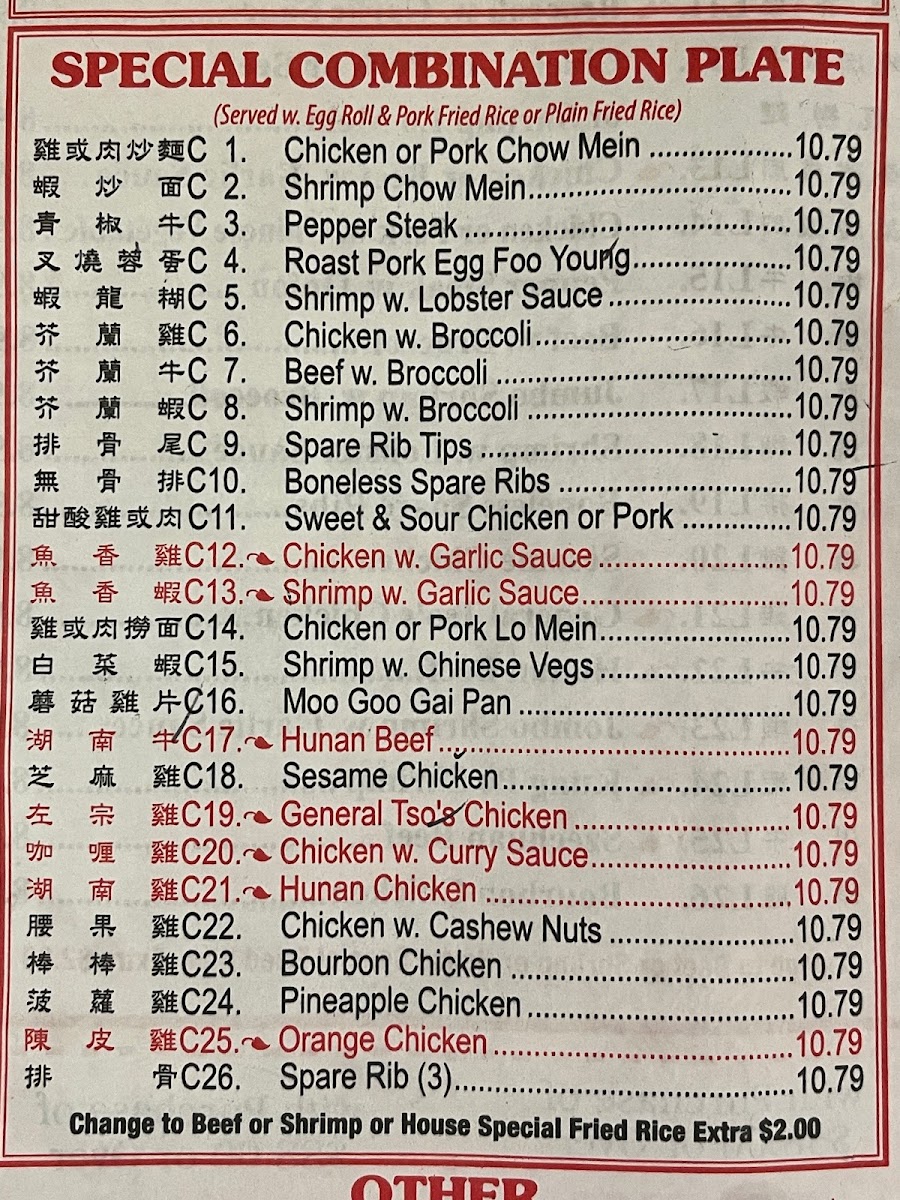 SPECIAL COMBINATION PLATE
(Served w. Egg Roll & Pork Fried Rice or Plain Fried Rice)
雞或肉炒麵C 1. Chicken or Pork Chow Mein ..................10.79
蝦炒面C 2. Shrimp Chow Mein..................10.79
青椒牛C 3. Pepper Steak..................10.79
叉燒蓉蛋C 4. Roast Pork Egg Foo Young..................10.79
蝦龍糊C 5. Shrimp w. Lobster Sauce ..................10.79
芥蘭雞C 6. Chicken w. Broccoli..................10.79
芥蘭牛C 7. Beef w. Broccoli ..................10.79
芥蘭蝦C 8. Shrimp w. Broccoli ..................10.79
排骨尾C 9. Spare Rib Tips..................10.79
無骨排C10. Boneless Spare Ribs ..................10.79
甜酸雞或肉C11. Sweet & Sour Chicken or Pork ..................10.79
魚香雞C12. Chicken w. Garlic Sauce..................10.79
魚香蝦C13. Shrimp w. Garlic Sauce..................10.79
雞或肉撈面C14. Chicken or Pork Lo Mein..................10.79
白菜蝦C15. Shrimp w. Chinese Vegs ..................10.79
蘑菇雞片C16. Moo Goo Gai Pan ..................10.79
湖南牛C17. Hunan Beef..................10.79
芝麻雞C18. Sesame Chicken..................10.79
左宗雞C19. General Tso's Chicken..................10.79
咖喱雞C20. Chicken w. Curry Sauce..................10.79
湖南雞C21. Hunan Chicken ..................10.79
腰果雞C22. Chicken w. Cashew Nuts ..................10.79
棒棒雞C23. Bourbon Chicken ..................10.79
菠蘿雞C24. Pineapple Chicken..................10.79
陳皮雞C25. Orange Chicken..................10.79
排骨C26. Spare Rib (3)..................10.79
Change to Beef or Shrimp or House Special Fried Rice Extra $2.00
OTHER